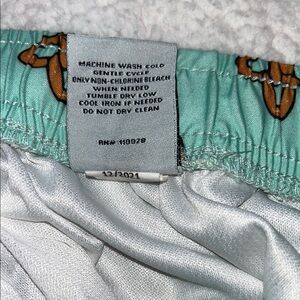 MACHINE WASH COLD
GENTLE CYCLE
ONLY NON-CHLORINE BLEACH
WHEN NEEDED
TUMBLE DRY LOW
COOL IRON IF NEEDED
DO NOT DRY CLEAN
RN# 110028
12/2021